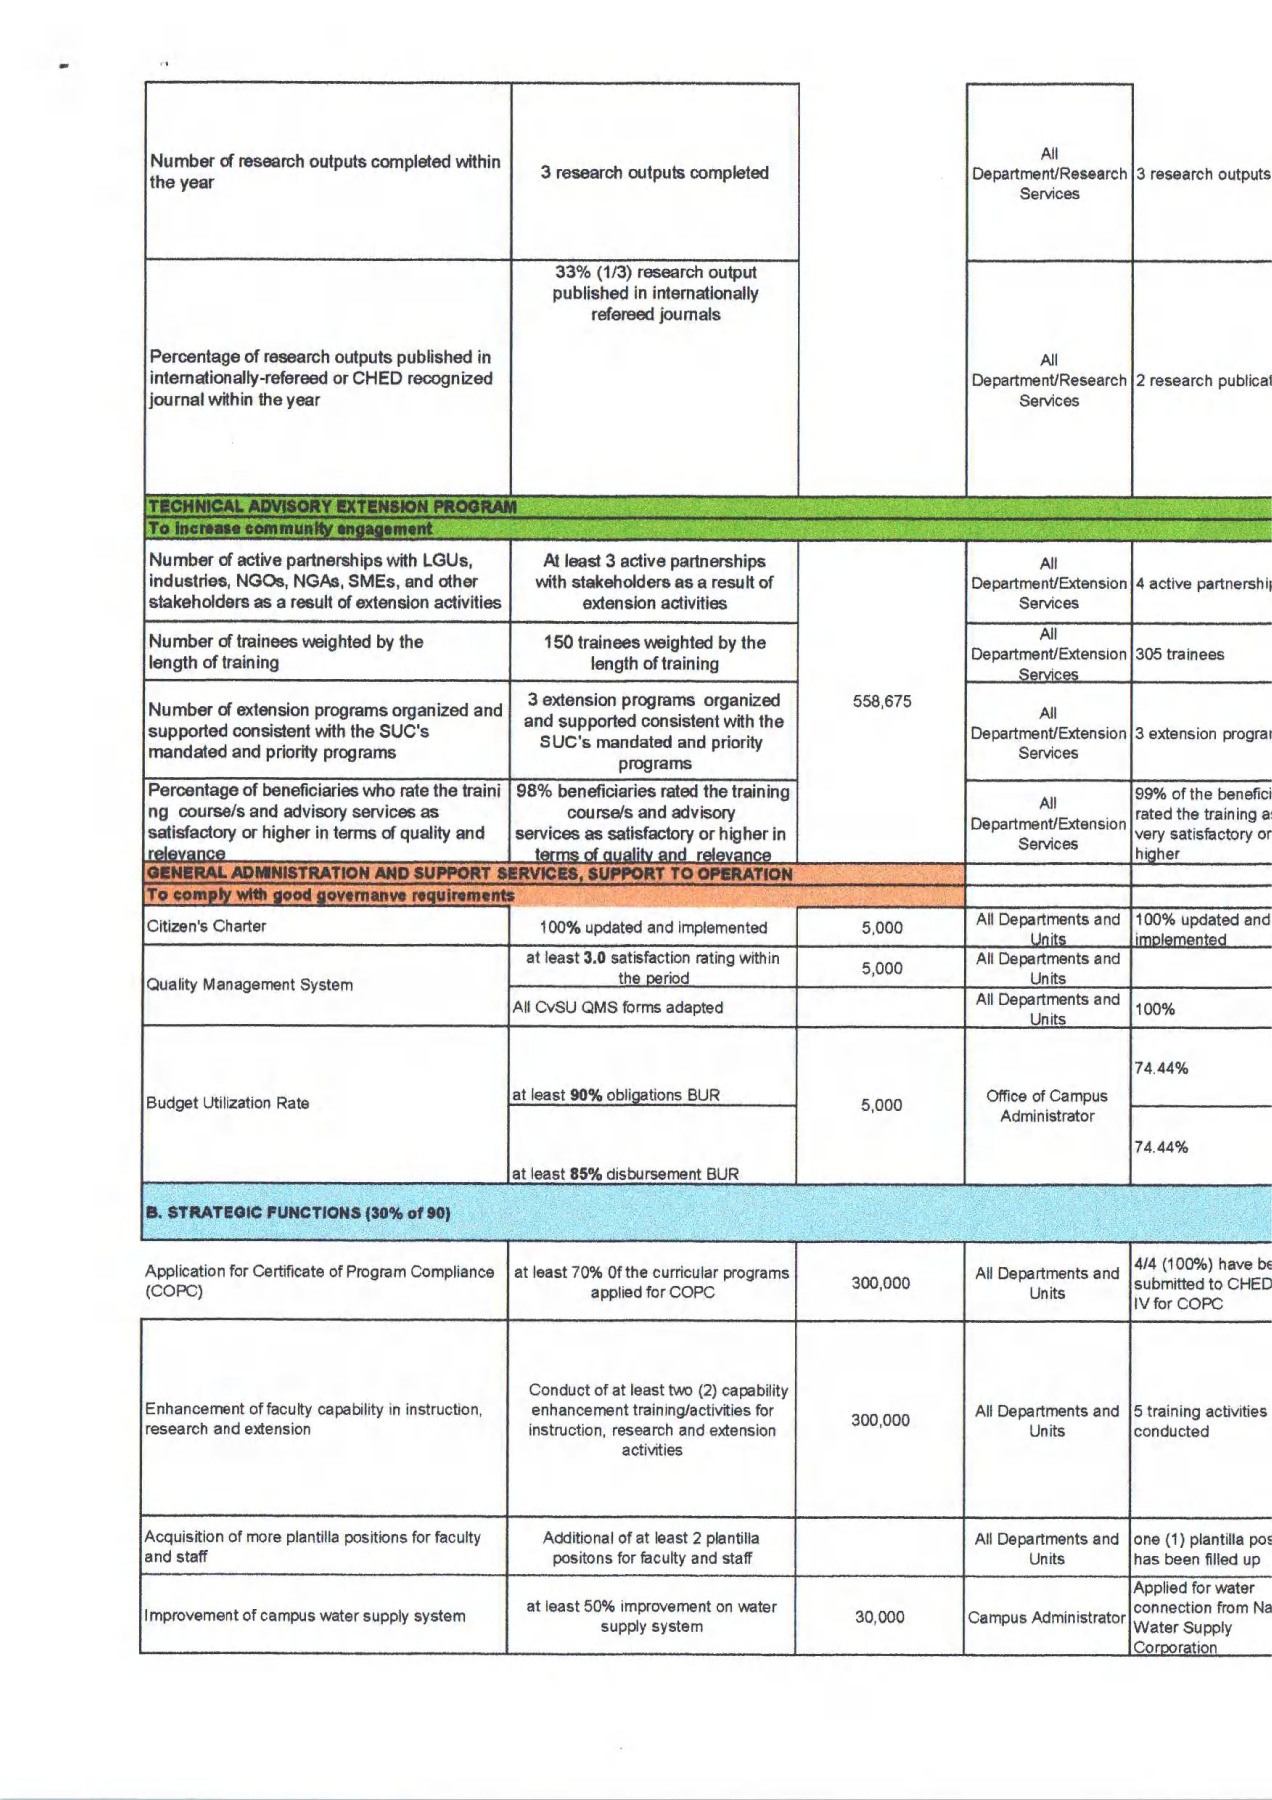 Number of research outputs completed within
the year
3 research outputs completed
All
Department/Research
Services
3 research outputs
Percentage of research outputs published in
internationally-refereed or CHED recognized
journal within the year
33% (1/3) research output
published in internationally
refereed journals
All
Department/Research
Services
2 research publicat
TECHNICAL ADVISORY EXTENSION PROGRAM
To increase community engagement
Number of active partnerships with LGUs,
industries, NGOs, NGAs, SMEs, and other
stakeholders as a result of extension activities
At least 3 active partnerships
with stakeholders as a result of
extension activities
558,675
All
Department/Extension
Services
4 active partnership
Number of trainees weighted by the
length of training
150 trainees weighted by the
length of training
All
Department/Extension
Services
305 trainees
Number of extension programs organized and
supported consistent with the SUC's
mandated and priority programs
3 extension programs organized
and supported consistent with the
SUC's mandated and priority
programs
All
Department/Extension
Services
3 extension program
Percentage of beneficiaries who rate the traini
ng course/s and advisory services as
satisfactory or higher in terms of quality and
relevance
98% beneficiaries rated the training
course/s and advisory
services as satisfactory or higher in
terms of quality and relevance
All
Department/Extension
Services
99% of the benefici
rated the training as
very satisfactory or
higher
GENERAL ADMINISTRATION AND SUPPORT SERVICES, SUPPORT TO OPERATION
To comply with good governanve requirements
Citizen's Charter
100% updated and implemented
5,000
All Departments and
Units
100% updated and
implemented
Quality Management System
at least 3.0 satisfaction rating within
the period
5,000
All Departments and
Units
All CvSU QMS forms adapted
All Departments and
Units
100%
Budget Utilization Rate
at least 90% obligations BUR
5,000
Office of Campus
Administrator
74.44%
at least 85% disbursement BUR
74.44%
B. STRATEGIC FUNCTIONS (30% of 90)
Application for Certificate of Program Compliance
(COPC)
at least 70% 0f the curricular programs
applied for COPC
300,000
All Departments and
Units
4/4 (100%) have be
submitted to CHED
IV for COPC
Enhancement of faculty capability in instruction,
research and extension
Conduct of at least two (2) capability
enhancement training/activities for
instruction, research and extension
activities
300,000
All Departments and
Units
5 training activities
conducted
Acquisition of more plantilla positions for faculty
and staff
Additional of at least 2 plantilla
positons for faculty and staff
All Departments and
Units
one (1) plantilla pos
has been filled up
Improvement of campus water supply system
at least 50% improvement on water
supply system
30,000
Campus Administrator
Applied for water
connection from Na
Water Supply
Corporation